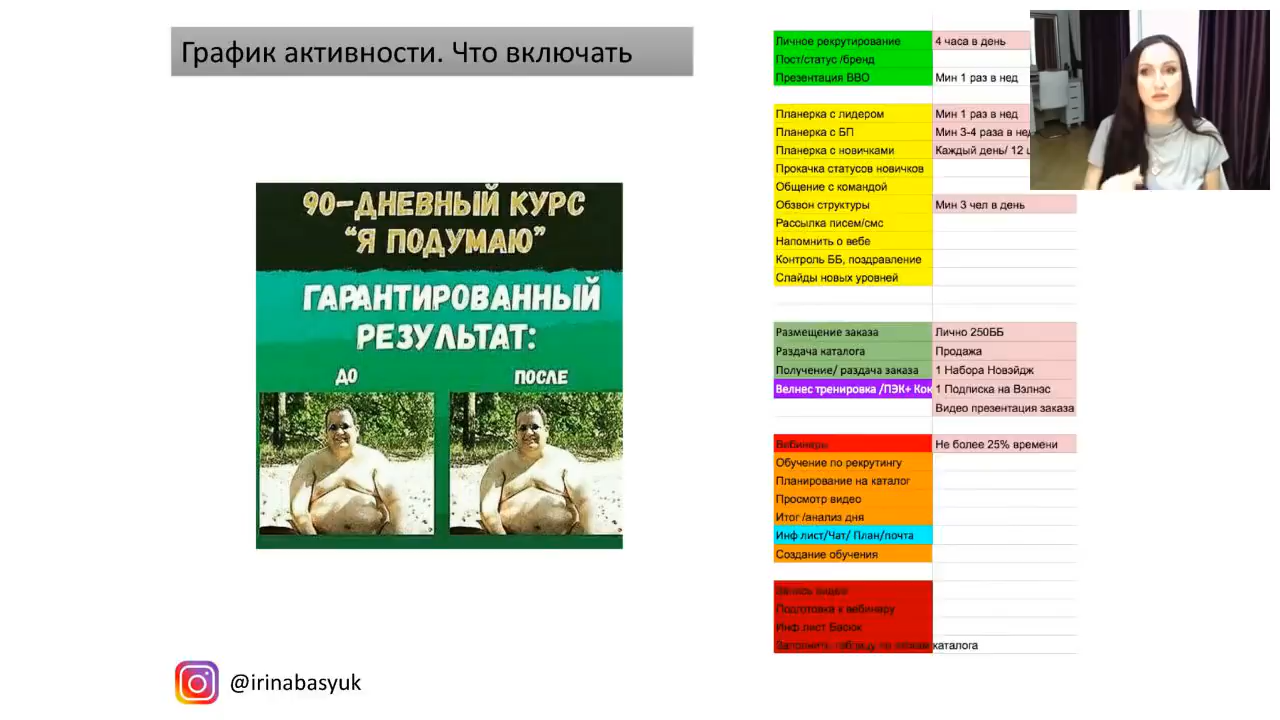 График активности. Что включать
90-ДНЕВНЫЙ КУРС
“Я ПОДУМАЮ”
ГАРАНТИРОВАННЫЙ
РЕЗУЛЬТАТ:
ДО ПОСЛЕ
@irinabasyuk
Личное рекрутирование 4 часа в день
Пост/статус /бренд
Презентация ВВО Мин 1 раз в нед
Планерка с лидером Мин 1 раз в нед
Планерка с БП Мин 3-4 раза в нед
Планерка с новичками Каждый день/ 12
Прокачка статусов новичков
Общение с командой
Обзвон структуры Мин 3 чел в день
Рассылка писем/смс
Напомнить о вебе
Контроль ББ, поздравление
Слайды новых уровней
Размещение заказа Лично 250ББ
Раздача каталога Продажа
Получение/ раздача заказа 1 Набора Новэйдж
Велнес тренировка /ПЭК+ Кок 1 Подписка на Вэлнэс
Видео презентация заказа
Вебинары Не более 25% времени
Обучение по рекрутингу
Планирование на каталог
Просмотр видео
Итог /анализ дня
Инф лист/Чат/ План/почта
Создание обучения
Запись видео
Подготовка к вебинару
Инф лист Басюк
Заполнить таблицу по каталога